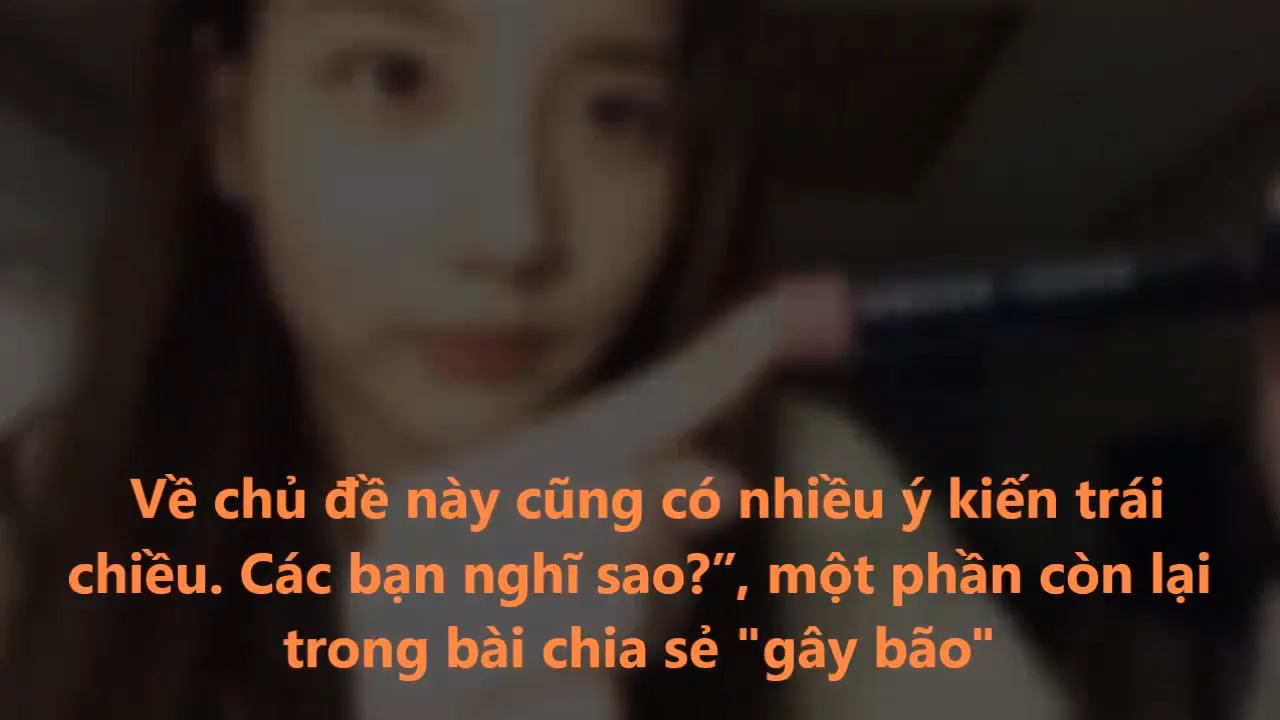 Về chủ đề này cũng có nhiều ý kiến trái
chiều. Các bạn nghĩ sao?”, một phần còn lại
trong bài chia sẻ "gây bão"